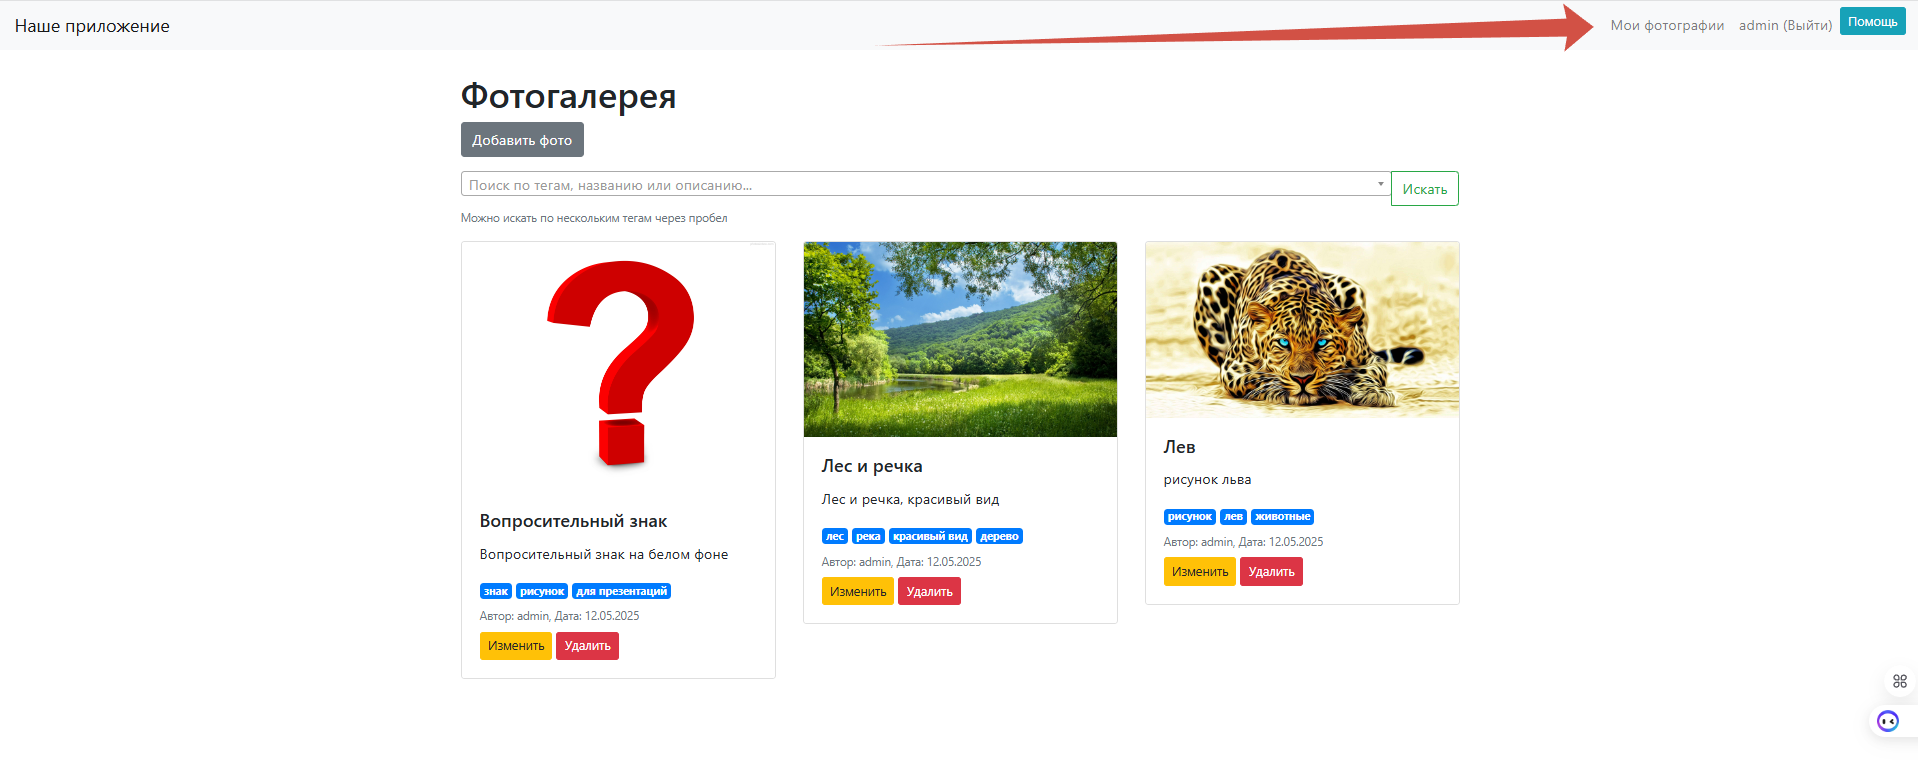 Наше приложение
Мои фотографии admin (Выйти) Помощь
Фотогалерея
Добавить фото
Поиск по тегам, названию или описанию...
Искать
Можно искать по нескольким тегам через пробел
Вопросительный знак
Вопросительный знак на белом фоне
знак рисунок для презентаций
Автор: admin, Дата: 12.05.2025
Изменить Удалить
Лес и речка
Лес и речка, красивый вид
лес река красивый вид дерево
Автор: admin, Дата: 12.05.2025
Изменить Удалить
Лев
рисунок льва
рисунок лев животные
Автор: admin, Дата: 12.05.2025
Изменить Удалить